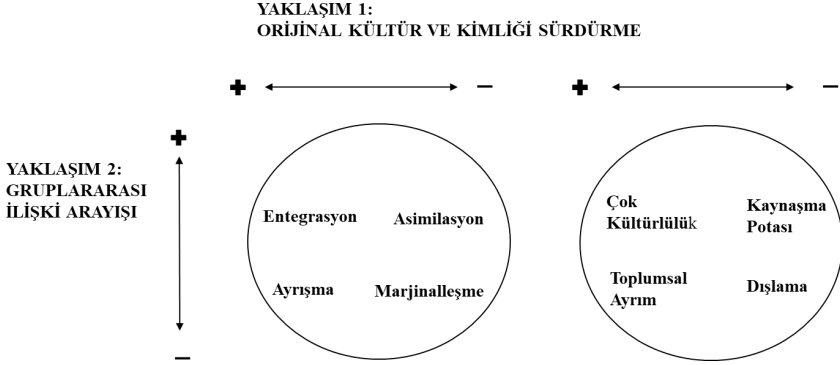 YAKLAŞIM 1:
ORİJİNAL KÜLTÜR VE KİMLİĞİ SÜRDÜRME
+ − + −
+
YAKLAŞIM 2:
GRUPLARARASI
İLİŞKİ ARAYIŞI
−
Entegrasyon
Asimilasyon
Ayrışma
Marjinalleşme
Çok
Kültürlülük
Kaynaşma
Potası
Toplumsal
Ayrım
Dışlama